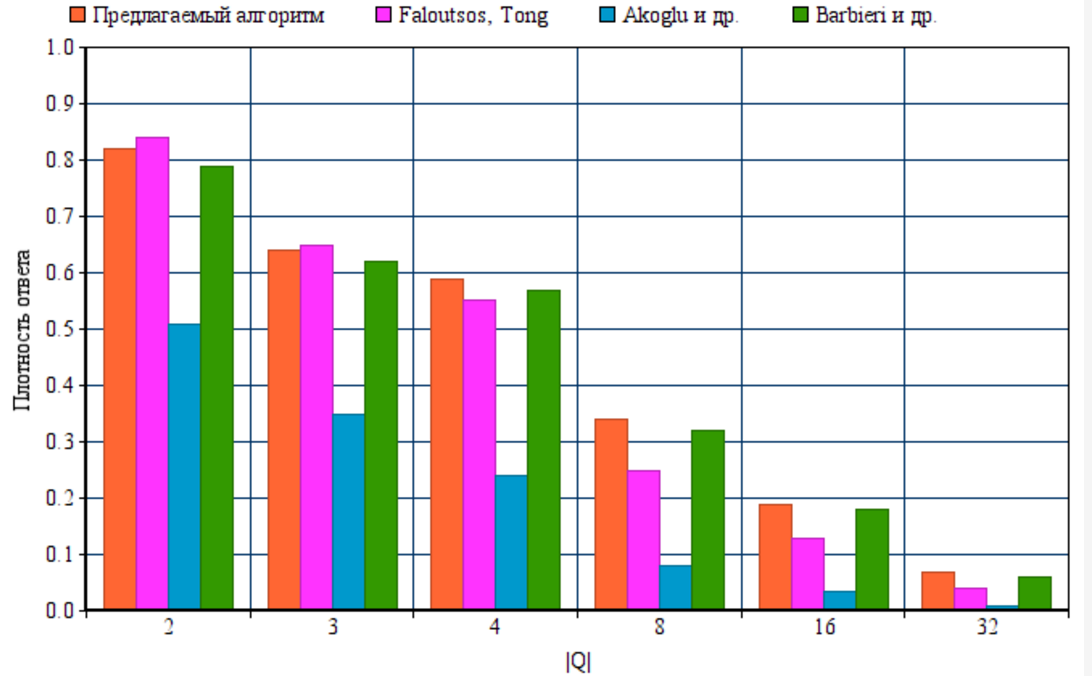 Предлагаемый алгоритм Faloutsos, Tong Akoglu и др. Barbieri и др.
1.0
0.9
0.8
0.7
0.6
0.5
0.4
0.3
0.2
0.1
0.0
Плотность ответа
2 3 4 8 16 32
|Q|